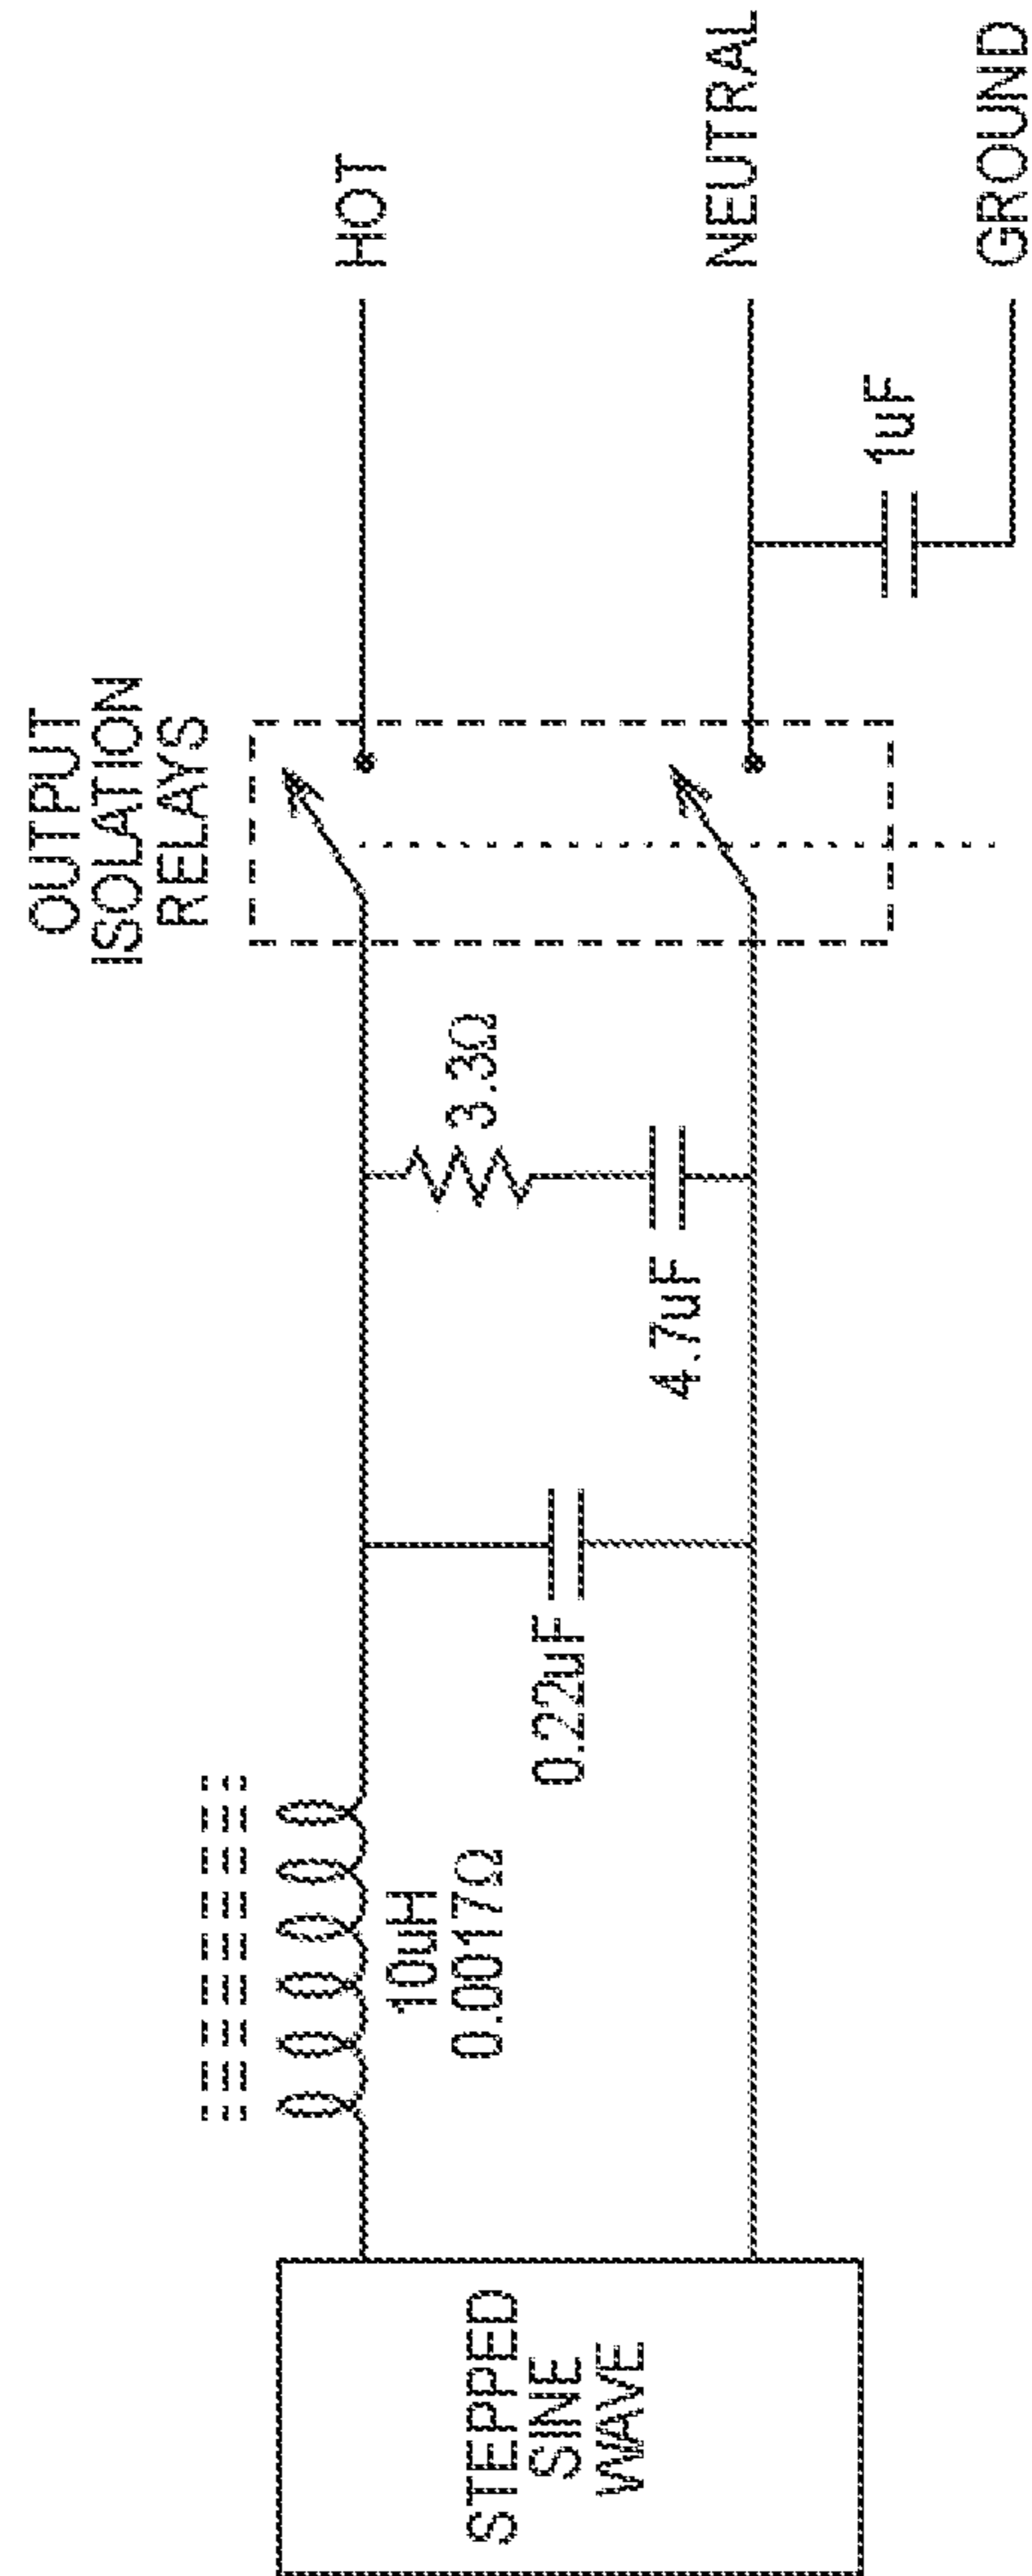 STEPPED
SINE
WAVE
10uH
0.0017Ω
0.22uF
4.7uF
3.3Ω
OUTPUT
ISOLATION
RELAYS
1uF
HOT
NEUTRAL
GROUND